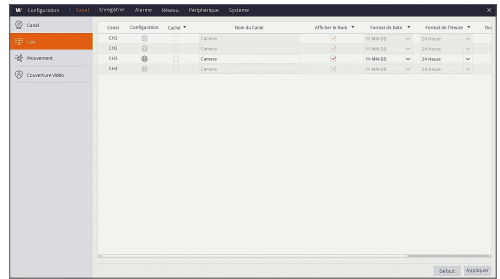 W Configuration | Canal Enregistrer Alarme Réseau Périphérique Système ×
Canal
Live
Mouvement
Couverture Vidéo
Canal Configuration Caché Nom du Canal Afficher le Nom Format de Date Format de l'Heure
CH1 Camera YY-MM-DD 24 Heure
CH2 Camera YY-MM-DD 24 Heure
CH3 Camera YY-MM-DD 24 Heure
CH4 Camera YY-MM-DD 24 Heure
Défaut Appliquer